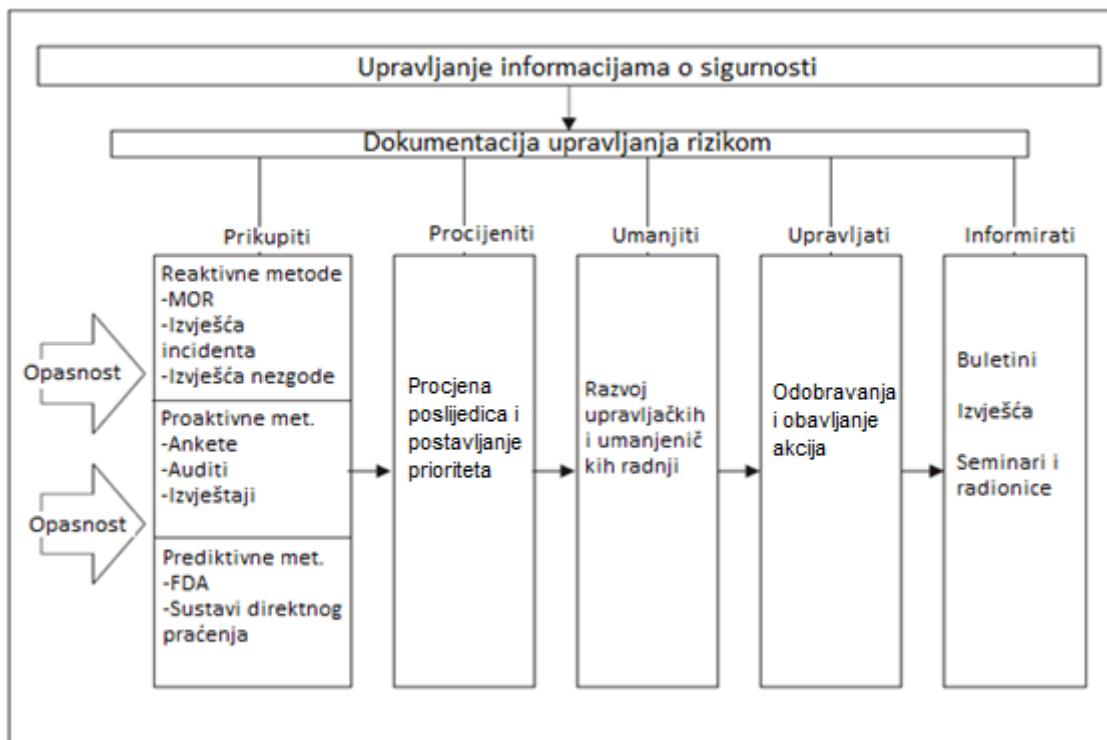 Upravljanje informacijama o sigurnosti
Dokumentacija upravljanja rizikom
Prikupiti
Procijeniti
Umanjiti
Upravljati
Informirati
Opasnost
Opasnost
Reaktivne metode
-MOR
-Izvješća
incidenta
-Izvješća nezgode
Proaktivne met.
-Ankete
-Auditi
-Izvještaji
Prediktivne met.
-FDA
-Sustavi direktnog
praćenja
Procjena
poslijedica i
postavljanje
prioriteta
Razvoj
upravljačkih
i umanjenič
kih radnji
Odobravanja
i obavljanje
akcija
Buletini
Izvješća
Seminari i
radionice